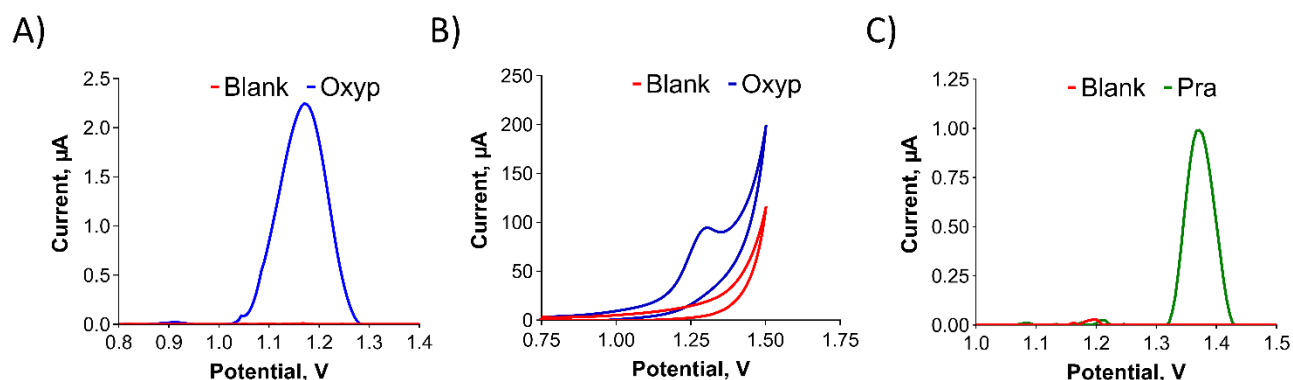 A)
Blank Oxyp
2.5
2.0
1.5
1.0
0.5
0.0
0.8 0.9 1.0 1.1 1.2 1.3 1.4
Current, µA
Potential, V
B)
Blank Oxyp
250
200
150
100
50
0
0.75 1.00 1.25 1.50 1.75
Current, µA
Potential, V
C)
Blank Pra
1.25
1.00
0.75
0.50
0.25
0.00
1.0 1.1 1.2 1.3 1.4 1.5
Current, µA
Potential, V